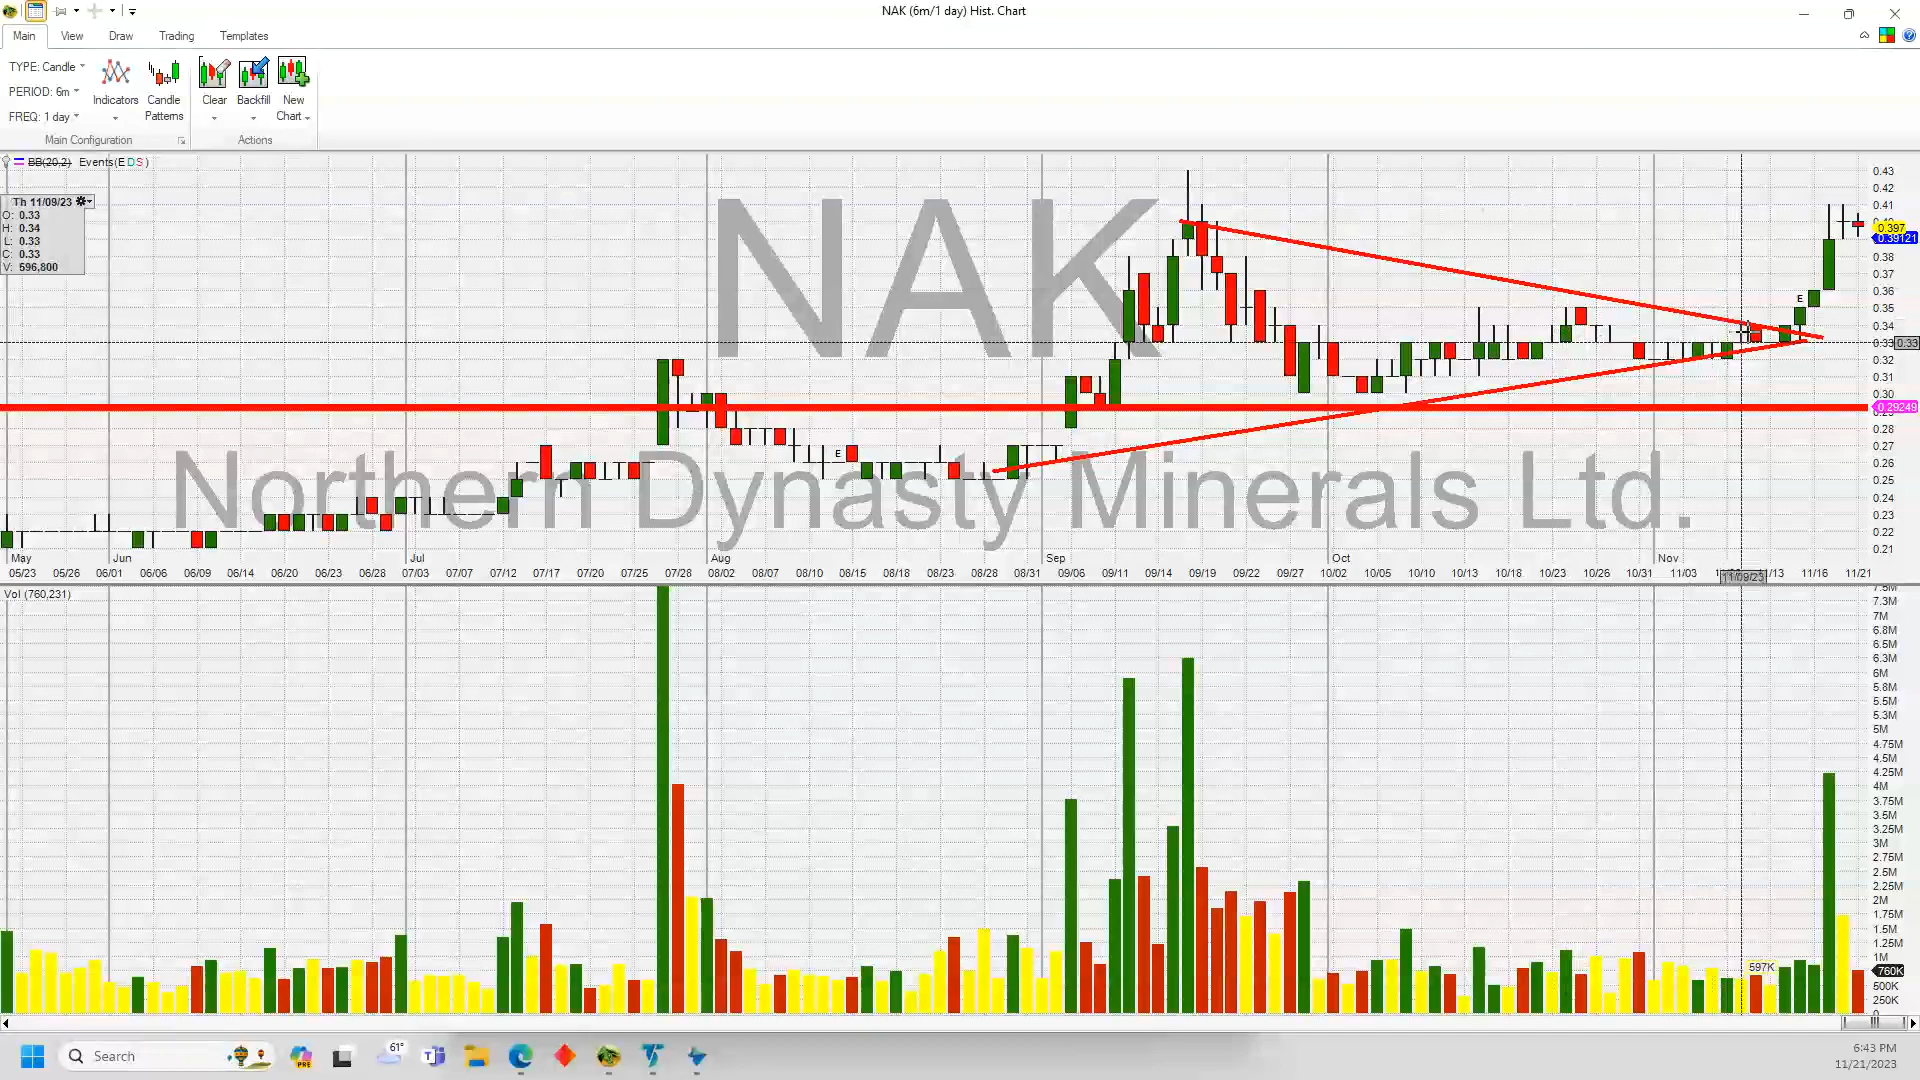 NAK (6m/1 day) Hist. Chart
Main View Draw Trading Templates
TYPE: Candle
PERIOD: 6m
FREQ: 1 day
Indicators
Candle Patterns
Clear
Backfill
New Chart
Main Configuration
Actions
BB(20,2) Events(E D S)
Th 11/09/23
O: 0.33
H: 0.34
L: 0.33
C: 0.33
V: 596,800
NAK
Northern Dynasty Minerals Ltd.
E
E
0.43
0.42
0.41
0.397
0.39121
0.38
0.37
0.36
0.35
0.34
0.33 0.33
0.32
0.31
0.30
0.29249
0.28
0.27
0.26
0.25
0.24
0.23
0.22
0.21
May Jun Jul Aug Sep Oct Nov
05/23 05/26 06/01 06/06 06/09 06/14 06/20 06/23 06/28 07/03 07/07 07/12 07/17 07/20 07/25 07/28 08/02 08/07 08/10 08/15 08/18 08/23 08/28 08/31 09/06 09/11 09/14 09/19 09/22 09/27 10/02 10/05 10/10 10/13 10/18 10/23 10/26 10/31 11/03 11/09/23 11/16 11/21
Vol (760,231)
7.5M
7.3M
7M
6.8M
6.5M
6.3M
6M
5.8M
5.5M
5.3M
5M
4.75M
4.5M
4.25M
4M
3.75M
3.5M
3.25M
3M
2.75M
2.5M
2.25M
2M
1.75M
1.5M
1.25M
1M
597K
760K
500K
250K
0
Search
PRE
61°
6:43 PM
11/21/2023